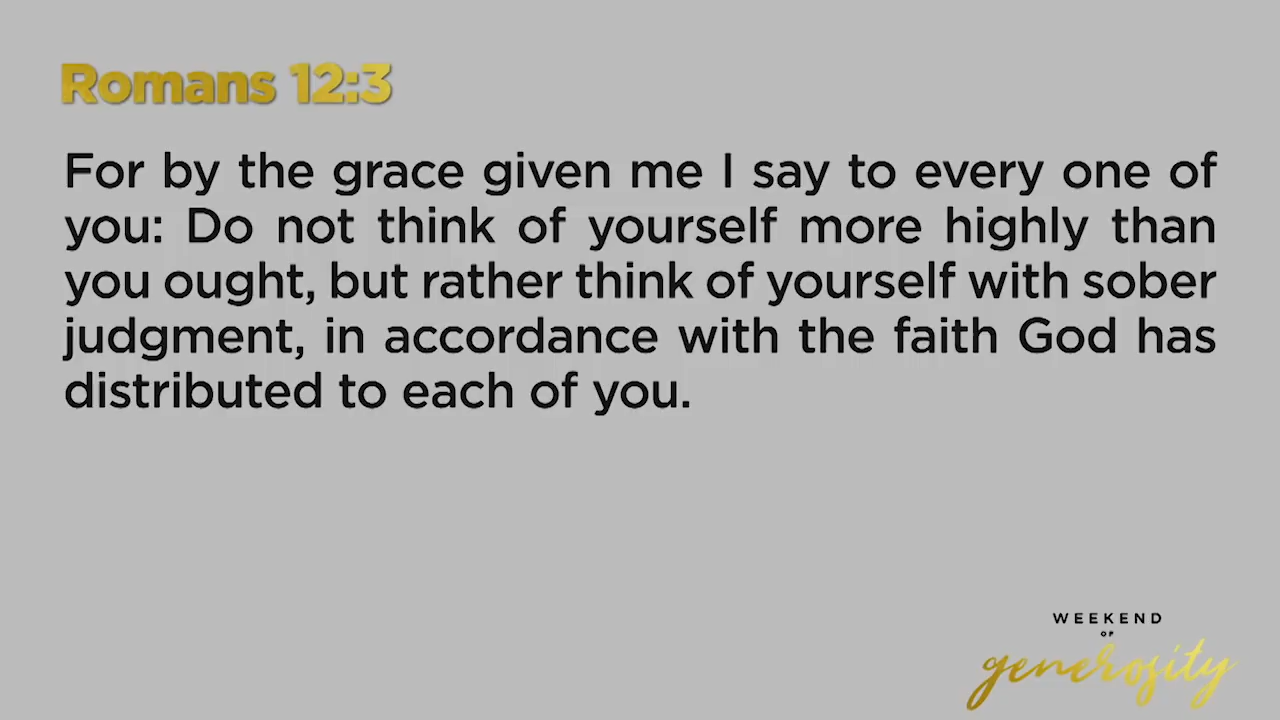 Romans 12:3
For by the grace given me I say to every one of
you: Do not think of yourself more highly than
you ought, but rather think of yourself with sober
judgment, in accordance with the faith God has
distributed to each of you.
WEEKEND
OF
generosity